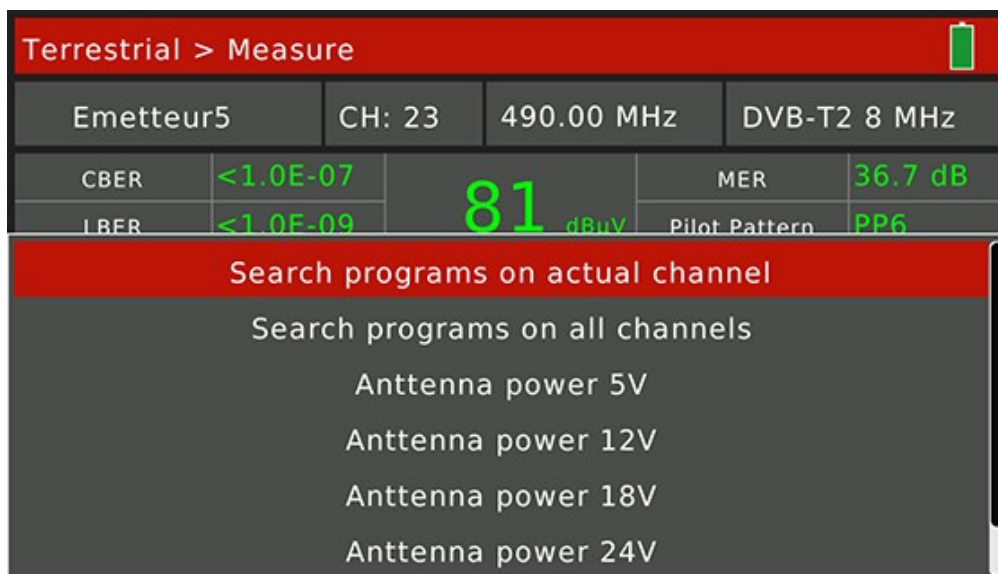 Terrestrial > Measure
Emetteur5 CH: 23 490.00 MHz DVB-T2 8 MHz
CBER <1.0E-07 81 dBuV MER 36.7 dB
LBER <1.0E-09 Pilot Pattern PP6
Search programs on actual channel
Search programs on all channels
Anttenna power 5V
Anttenna power 12V
Anttenna power 18V
Anttenna power 24V